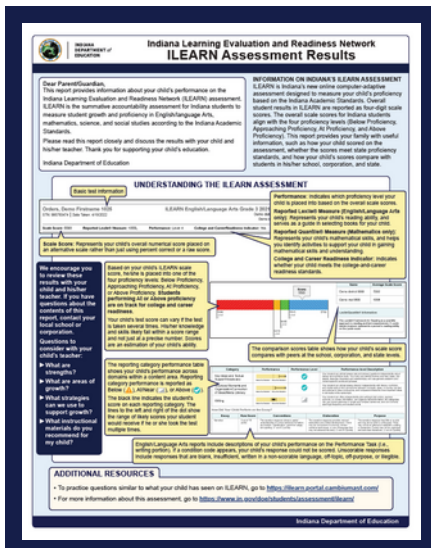 INDIANA
DEPARTMENT of
EDUCATION
Indiana Learning Evaluation and Readiness Network
ILEARN Assessment Results
Dear Parent/Guardian,
This report provides information about your child's performance on the
Indiana Learning Evaluation and Readiness Network (ILEARN) assessment.
ILEARN is the summative accountability assessment for Indiana students to
measure student growth and proficiency in English/language arts,
mathematics, science, and social studies according to the Indiana Academic
Standards.
Please read this report closely and discuss the results with your child and
his/her teacher. Thank you for supporting your child's education.
Indiana Department of Education
INFORMATION ON INDIANA'S ILEARN ASSESSMENT
ILEARN is Indiana's new online computer-adaptive
assessment designed to measure your child's proficiency
based on the Indiana Academic Standards. Overall
student results in ILEARN are reported as four-digit scale
scores. The overall scale scores for Indiana students
align with the four proficiency levels (Below Proficiency,
Approaching Proficiency, At Proficiency, and Above
Proficiency). This report provides your family with useful
information, such as how your child scored on the
assessment, whether the scores meet state proficiency
standards, and how your child's scores compare with
students in his/her school, corporation, and state.
UNDERSTANDING THE ILEARN ASSESSMENT
Basic test information
Scale Score: Represents your child's overall numerical score placed on
an alternative scale rather than just using percent correct or a raw score.
Performance: Indicates which proficiency level your
child is placed into based on the overall scale scores.
Reported Lexile® Measure (English/Language Arts
only): Represents your child's reading ability, and
serves as a guide in selecting books for your child.
Reported Quantile® Measure (Mathematics only):
Represents your child's mathematical skills, and helps
you identify activities to support your child in gaining
mathematical skills and understanding.
College and Career Readiness Indicator: Indicates
whether your child meets the college-and-career
readiness standards.
We encourage you
to review these
results with your
child and his/her
teacher. If you have
questions about the
contents of this
report, contact your
local school or
corporation.
Questions to
consider with your
child's teacher:
What are
strengths?
What are areas of
growth?
What strategies
can we use to
support growth?
What instructional
materials do you
recommend for
my child?
Based on your child's ILEARN scale
score, he/she is placed into one of the
four proficiency levels: Below Proficiency,
Approaching Proficiency, At Proficiency,
or Above Proficiency. Students
performing At or Above proficiency
are on track for college and career
readiness.
Your child's score can vary if the test
is taken several times. His/her knowledge
and skills fall within a score range
and not just at a precise number. Scores
are an estimation of your child's ability.
The comparison scores table shows how your child's scale score
compares with peers at the school, corporation, and state levels.
The reporting category performance table
shows your child's performance across
domains within a content area. Reporting
category performance is reported as
Below, At/Near, or Above
The black line indicates the student's
score on each reporting category. The
lines to the left and right of the dot show
the range of likely scores your student
would receive if he or she took the test
multiple times.
English/Language Arts reports include descriptions of your child's performance on the Performance Task (i.e.,
writing portion). If a condition code appears, your child's response could not be scored. Unscorable responses
include responses that are blank, insufficient, written in a non-scorable language, off-topic, off-purpose, or illegible.
ADDITIONAL RESOURCES
• To practice questions similar to what your child has seen on ILEARN, go to https://ilearn.portal.cambiumast.com/
• For more information about this assessment, go to https://www.in.gov/doe/students/assessment/ilearn/
Indiana Department of Education